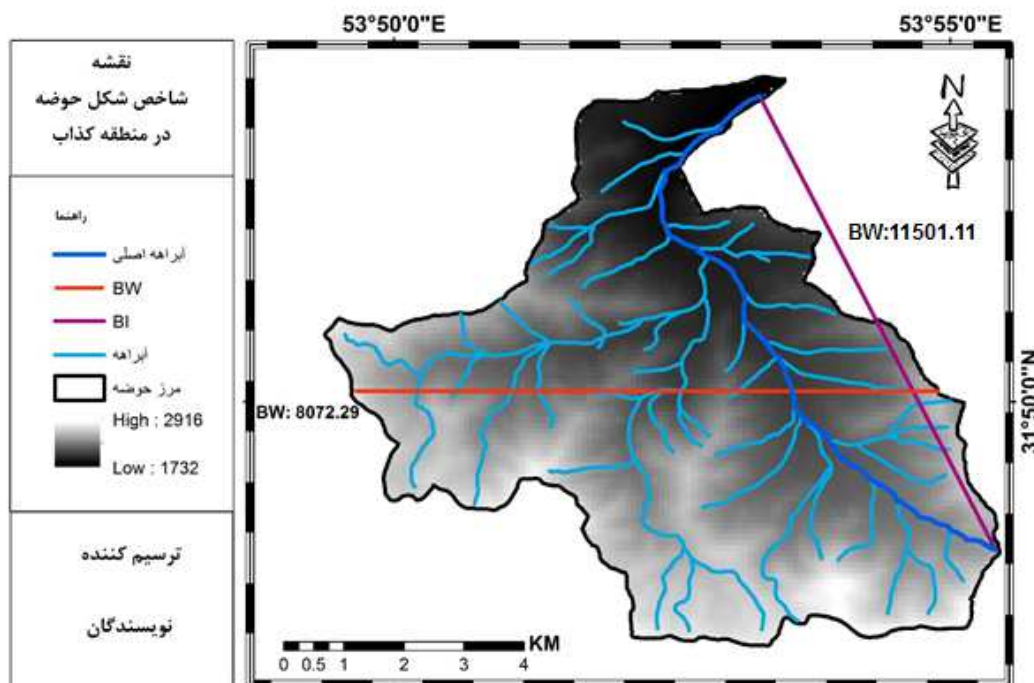 53°50'0"E
53°55'0"E
نقشه
شاخص شکل حوضه
در منطقه کذاب
راهنما
آبراهه اصلی
BW
BI
آبراهه
مرز حوضه
High : 2916
Low : 1732
ترسیم کننده
نویسندگان
N
BW:11501.11
BW: 8072.29
31°50'0"N
KM
0 0.5 1 2 3 4